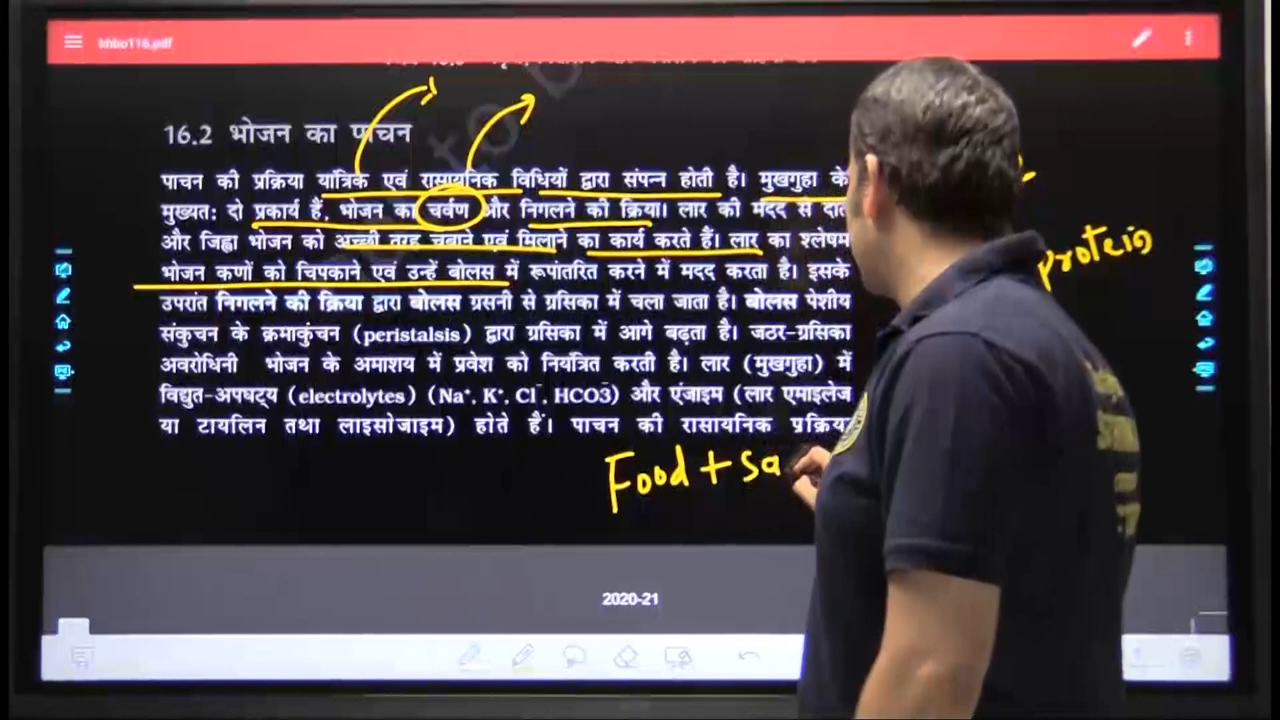 khbo116.pdf
to b
16.2 भोजन का पाचन
पाचन की प्रक्रिया यांत्रिक एवं रासायनिक विधियों द्वारा संपन्न होती है। मुखगुहा के
मुख्यत: दो प्रकार्य हैं, भोजन का चर्वण और निगलने की क्रिया। लार की मदद से दांत
और जिह्वा भोजन को अच्छी तरह चबाने एवं मिलाने का कार्य करते हैं। लार का श्लेषम
भोजन कणों को चिपकाने एवं उन्हें बोलस में रूपांतरित करने में मदद करता है। इसके
उपरांत निगलने की क्रिया द्वारा बोलस ग्रसनी से ग्रसिका में चला जाता है। बोलस पेशीय
संकुचन के क्रमाकुंचन (peristalsis) द्वारा ग्रसिका में आगे बढ़ता है। जठर-ग्रसिका
अवरोधिनी भोजन के अमाशय में प्रवेश को नियंत्रित करती है। लार (मुखगुहा) में
विद्युत-अपघट्य (electrolytes) (Na⁺, K⁺, Cl⁻, HCO3⁻) और एंजाइम (लार एमाइलेज
या टायलिन तथा लाइसोजाइम) होते हैं। पाचन की रासायनिक प्रक्रिय
protein
Food + sa
2020-21